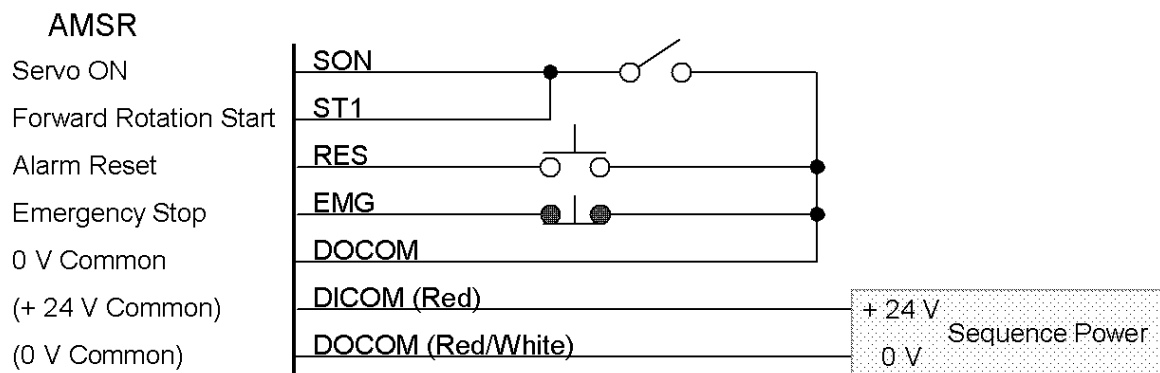 AMSR
Servo ON SON
Forward Rotation Start ST1
Alarm Reset RES
Emergency Stop EMG
0 V Common DOCOM
(+ 24 V Common) DICOM (Red) + 24 V
Sequence Power
(0 V Common) DOCOM (Red/White) 0 V